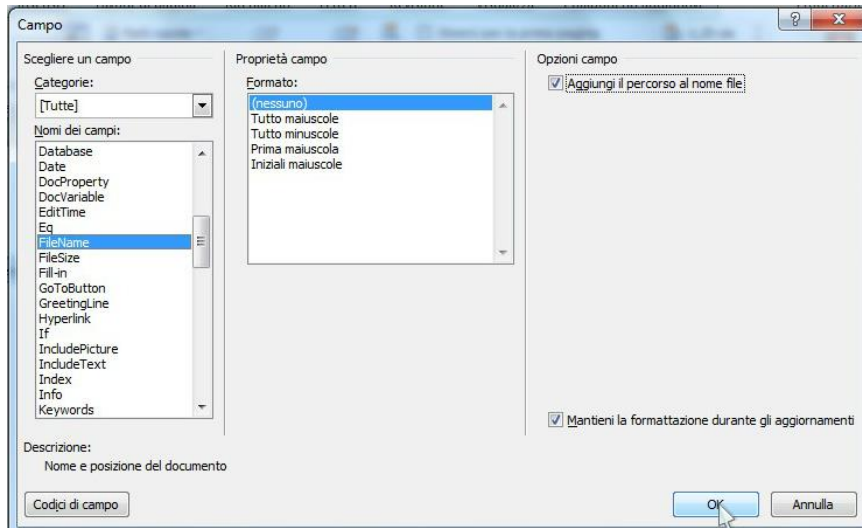 Campo
Scegliere un campo
Categorie:
[Tutte]
Nomi dei campi:
Database
Date
DocProperty
DocVariable
EditTime
Eq
FileName
FileSize
Fill-in
GoToButton
GreetingLine
Hyperlink
If
IncludePicture
IncludeText
Index
Info
Keywords
Proprietà campo
Formato:
(nessuno)
Tutto maiuscole
Tutto minuscole
Prima maiuscola
Iniziali maiuscole
Opzioni campo
Aggiungi il percorso al nome file
Mantieni la formattazione durante gli aggiornamenti
Descrizione:
Nome e posizione del documento
Codici di campo
OK
Annulla